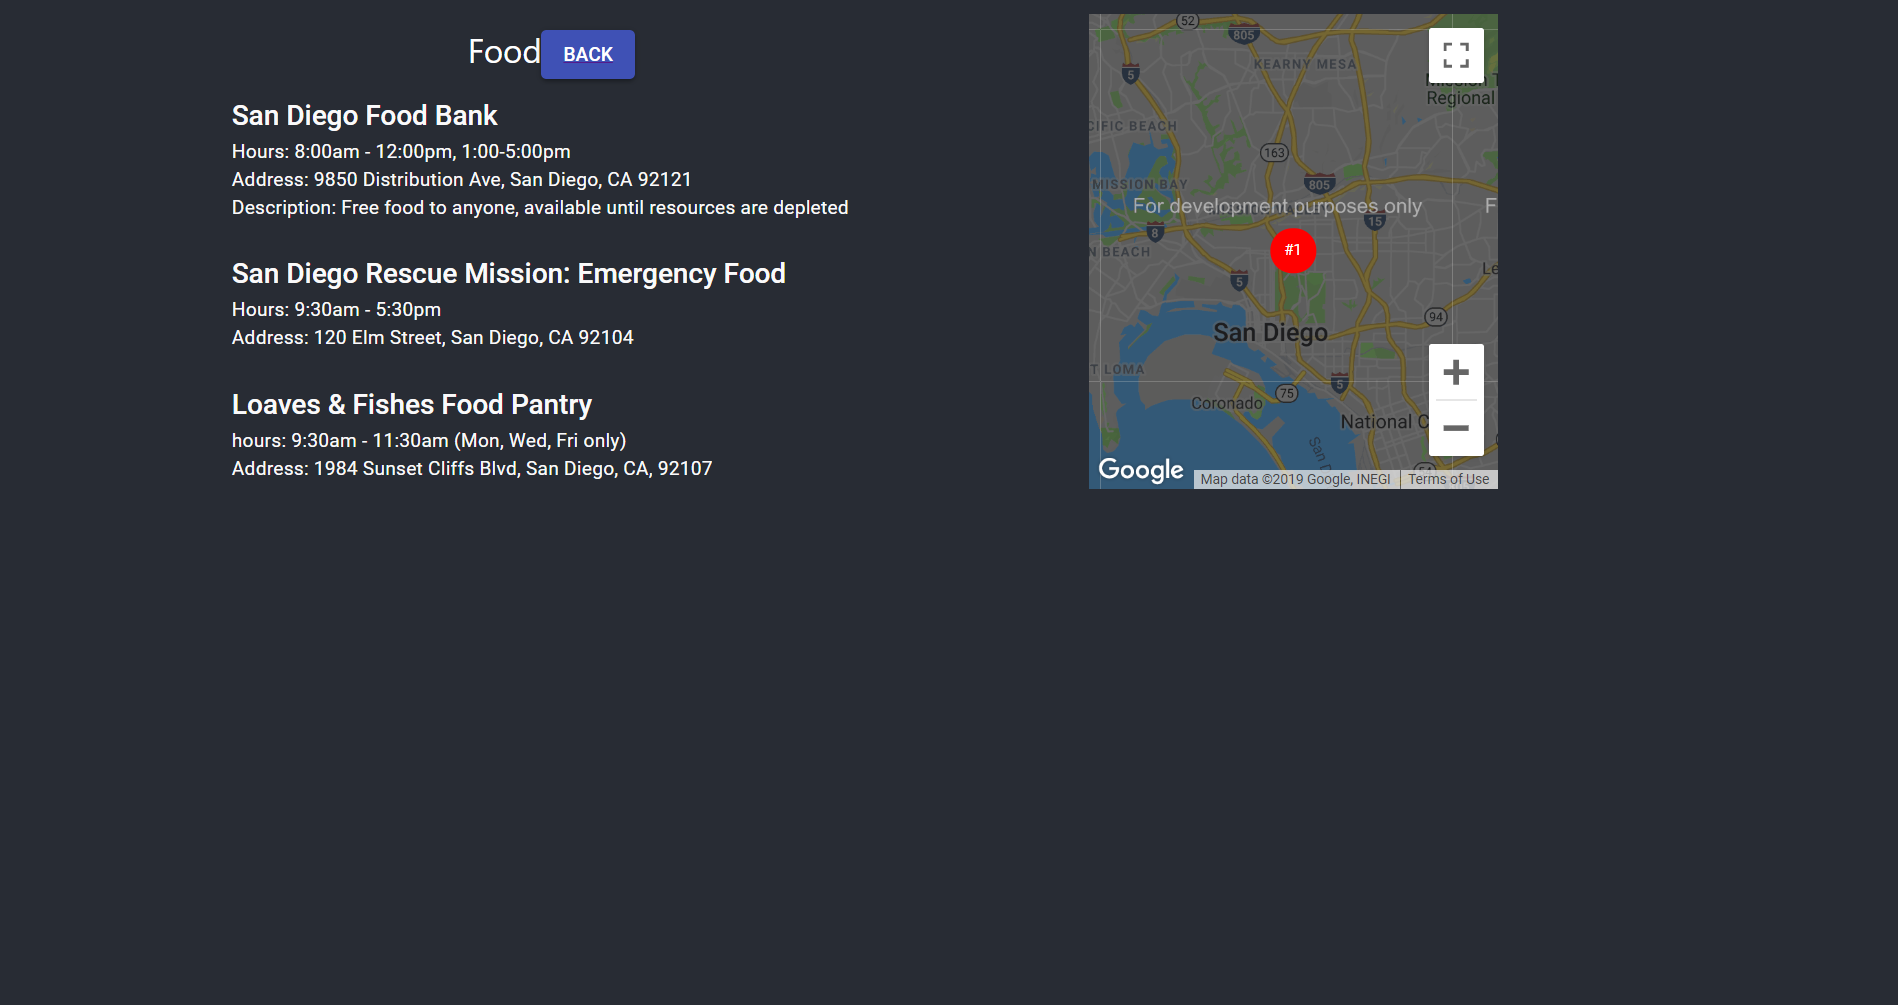 Food
BACK
San Diego Food Bank
Hours: 8:00am - 12:00pm, 1:00-5:00pm
Address: 9850 Distribution Ave, San Diego, CA 92121
Description: Free food to anyone, available until resources are depleted
San Diego Rescue Mission: Emergency Food
Hours: 9:30am - 5:30pm
Address: 120 Elm Street, San Diego, CA 92104
Loaves & Fishes Food Pantry
hours: 9:30am - 11:30am (Mon, Wed, Fri only)
Address: 1984 Sunset Cliffs Blvd, San Diego, CA, 92107
52
805
KEARNY MESA
5
Regional
CIFIC BEACH
163
MISSION BAY
805
For development purposes only
F
15
8
N BEACH
#1
Le
5
94
San Diego
T LOMA
5
75
Coronado
National C
San D
Google
Map data ©2019 Google, INEGI
Terms of Use